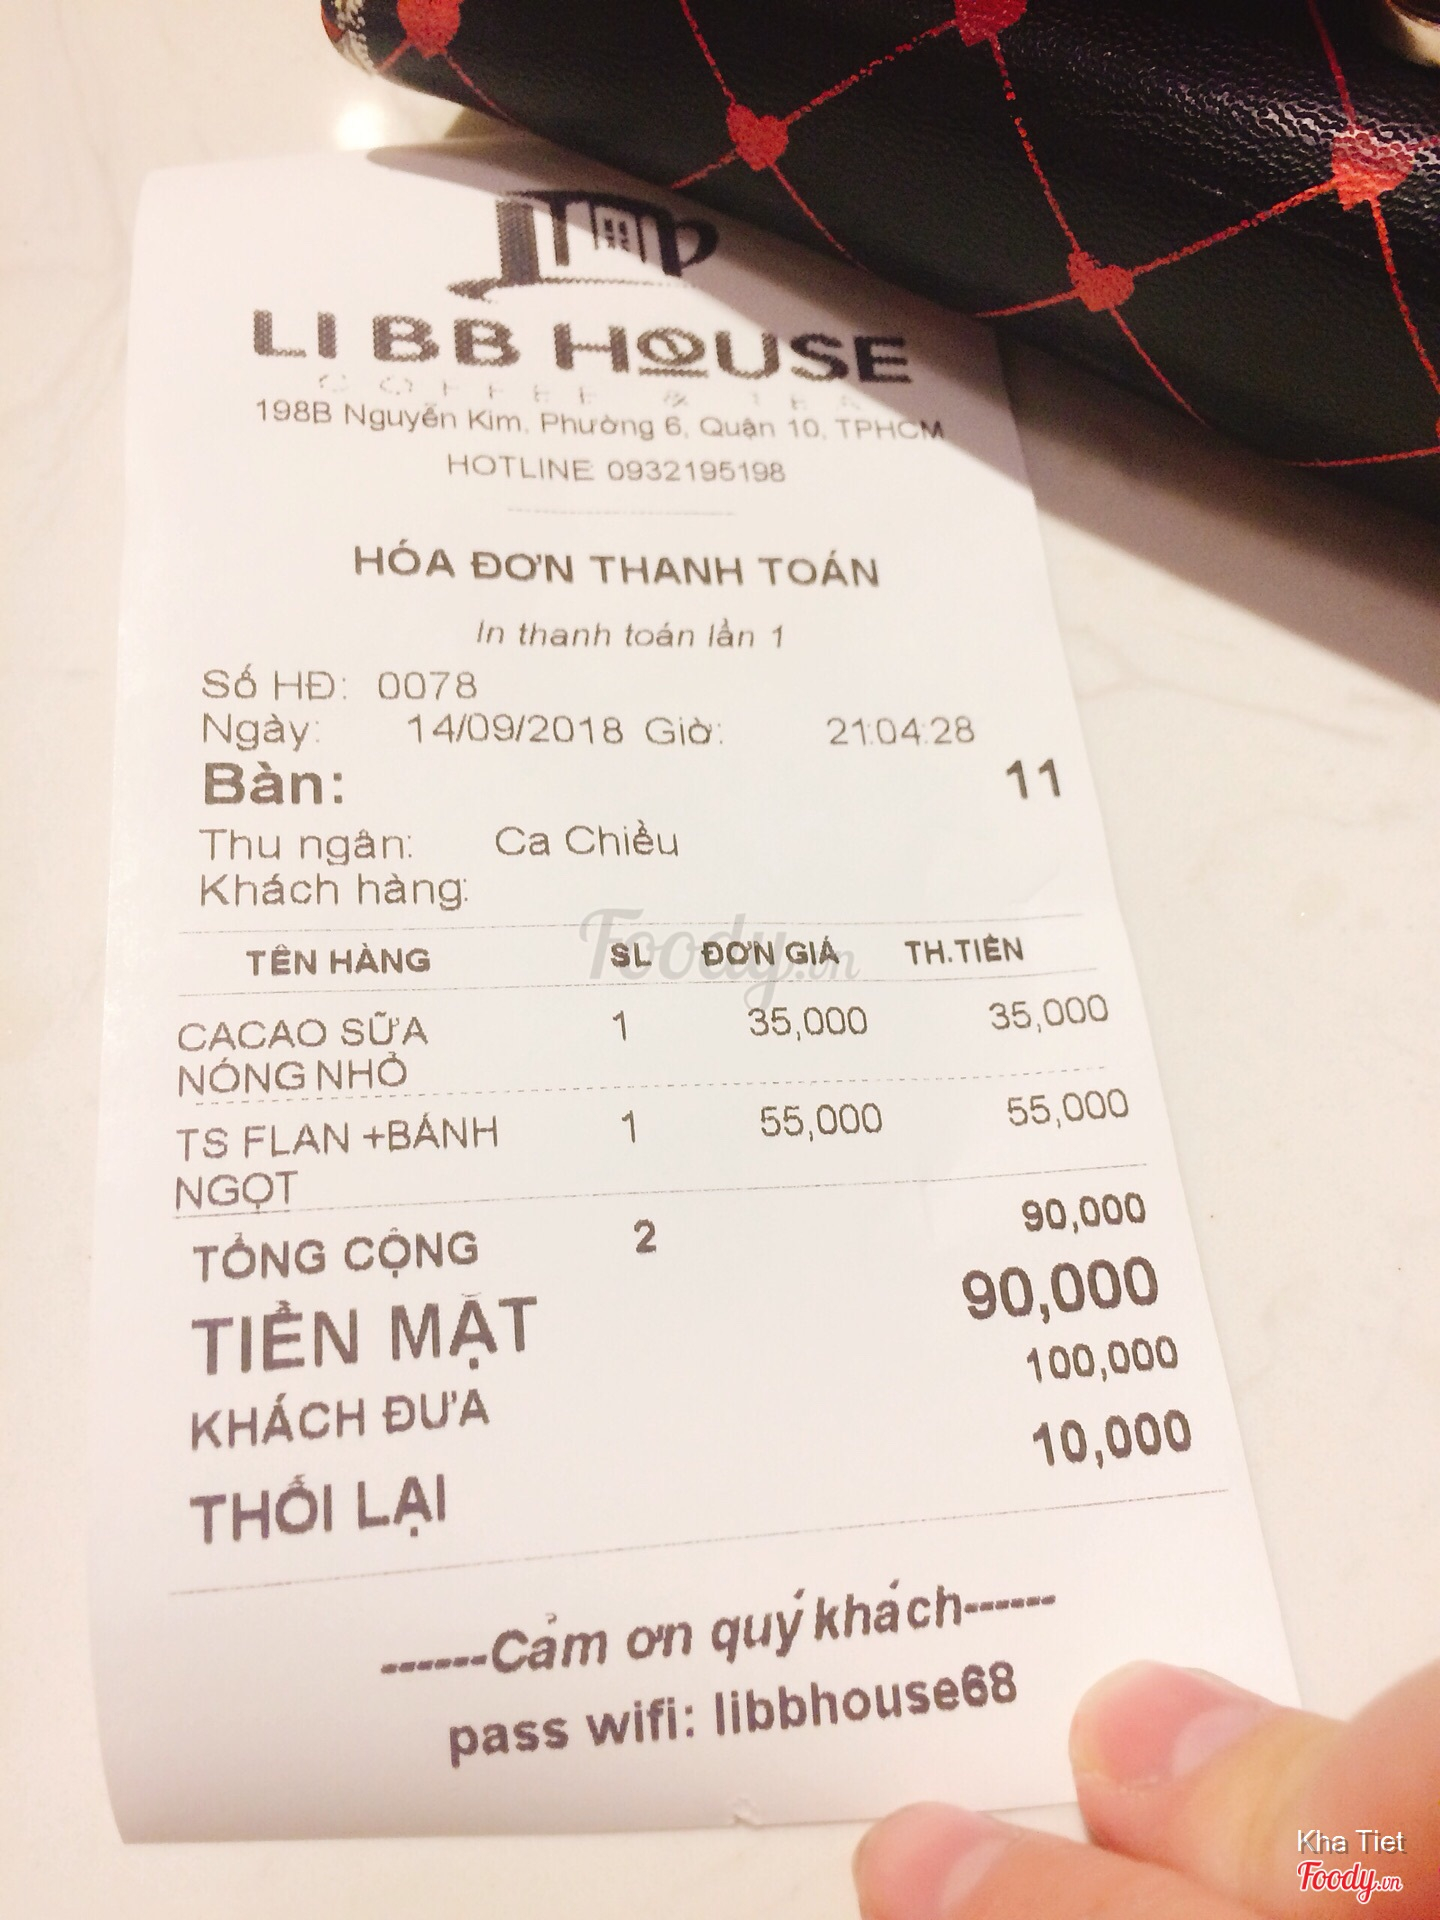 LI BB HOUSE
COFFEE & TEA
198B Nguyễn Kim, Phường 6, Quận 10, TPHCM
HOTLINE 0932195198
HÓA ĐƠN THANH TOÁN
In thanh toán lần 1
Số HĐ: 0078
Ngày: 14/09/2018 Giờ: 21:04:28
Bàn: 11
Thu ngân: Ca Chiều
Khách hàng:
Foody.vn
TÊN HÀNG SL ĐƠN GIÁ TH.TIỀN
CACAO SỮA 1 35,000 35,000
NÓNG NHỎ
TS FLAN +BÁNH 1 55,000 55,000
NGỌT
TỔNG CỘNG 2 90,000
TIỀN MẶT 90,000
KHÁCH ĐƯA 100,000
THỐI LẠI 10,000
------Cảm ơn quý khách------
pass wifi: libbhouse68
Kha Tiet
Foody.vn